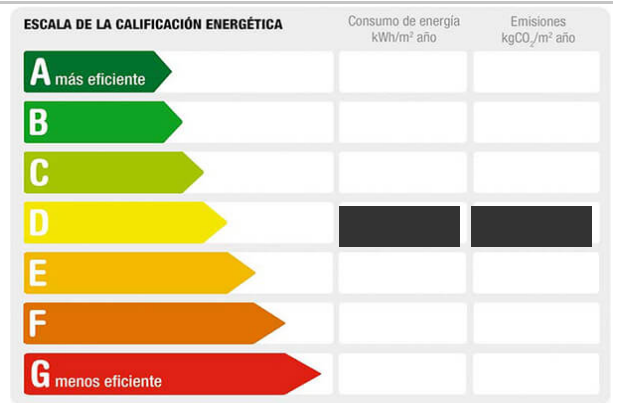 ESCALA DE LA CALIFICACIÓN ENERGÉTICA
Consumo de energía
kWh/m² año
Emisiones
kgCO₂/m² año
A más eficiente
B
C
D
E
F
G menos eficiente